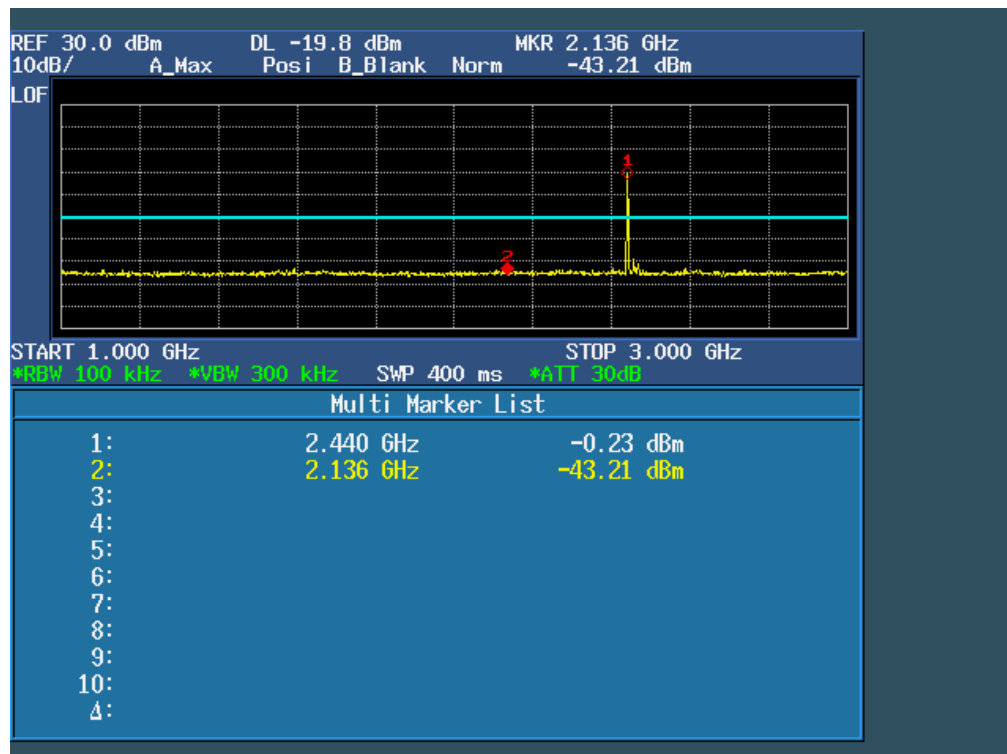 REF 30.0 dBm DL -19.8 dBm MKR 2.136 GHz
10dB/ A_Max Posi B_Blank Norm -43.21 dBm
LOF
1
2
START 1.000 GHz STOP 3.000 GHz
*RBW 100 kHz *VBW 300 kHz SWP 400 ms *ATT 30dB
Multi Marker List
1: 2.440 GHz -0.23 dBm
2: 2.136 GHz -43.21 dBm
3:
4:
5:
6:
7:
8:
9:
10:
Δ: